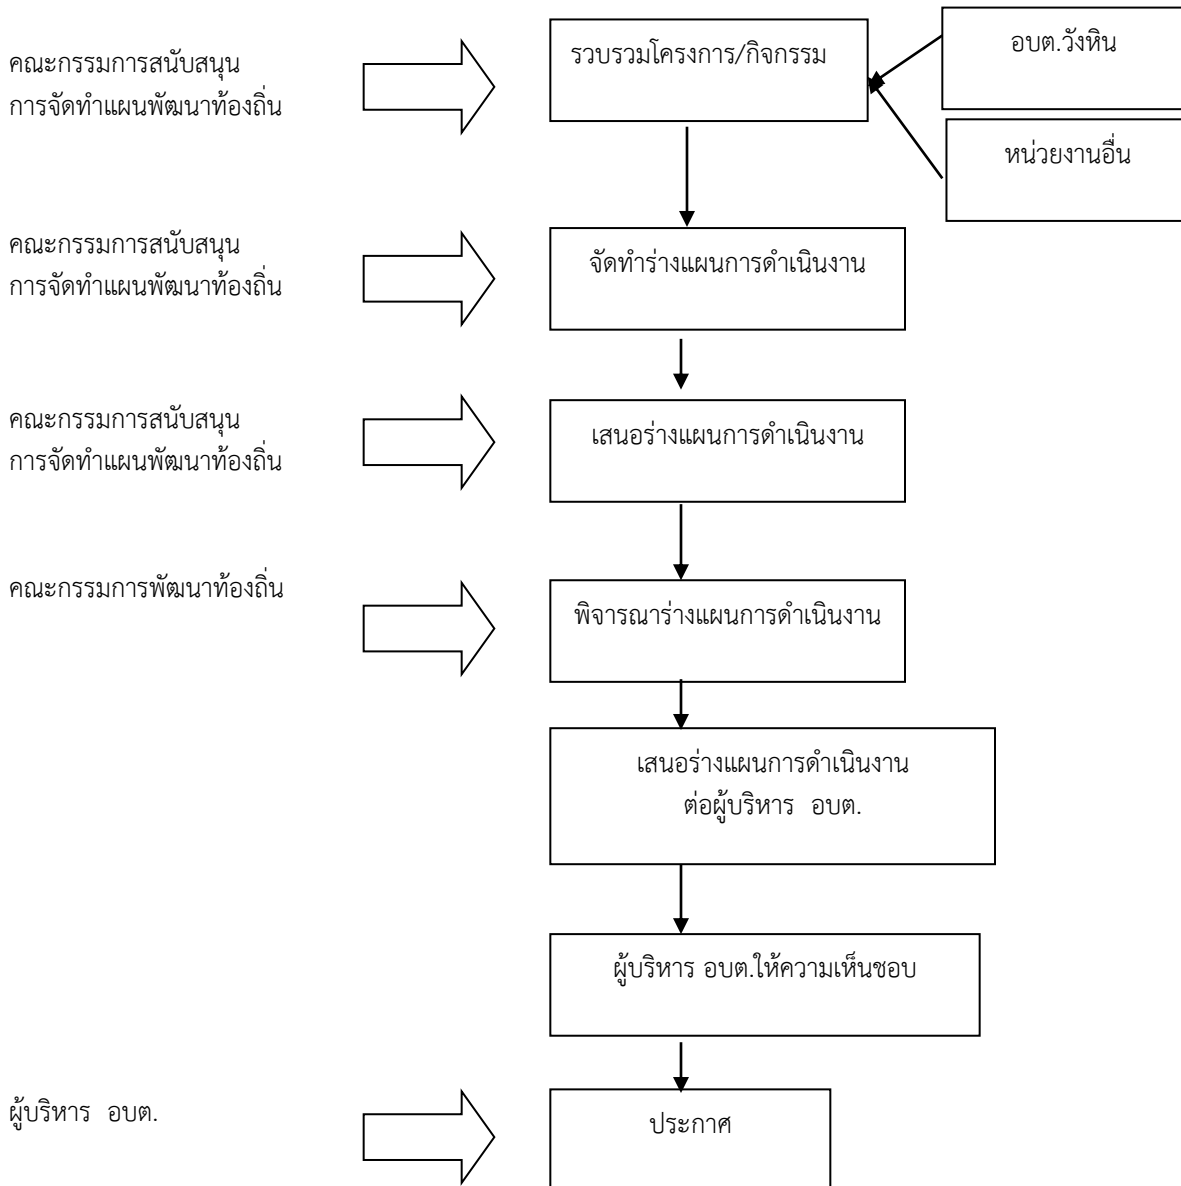 คณะกรรมการสนับสนุน
การจัดทำแผนพัฒนาท้องถิ่น
รวบรวมโครงการ/กิจกรรม
อบต.วังหิน
หน่วยงานอื่น
คณะกรรมการสนับสนุน
การจัดทำแผนพัฒนาท้องถิ่น
จัดทำร่างแผนการดำเนินงาน
คณะกรรมการสนับสนุน
การจัดทำแผนพัฒนาท้องถิ่น
เสนอร่างแผนการดำเนินงาน
คณะกรรมการพัฒนาท้องถิ่น
พิจารณาร่างแผนการดำเนินงาน
เสนอร่างแผนการดำเนินงาน
ต่อผู้บริหาร อบต.
ผู้บริหาร อบต.ให้ความเห็นชอบ
ผู้บริหาร อบต.
ประกาศ